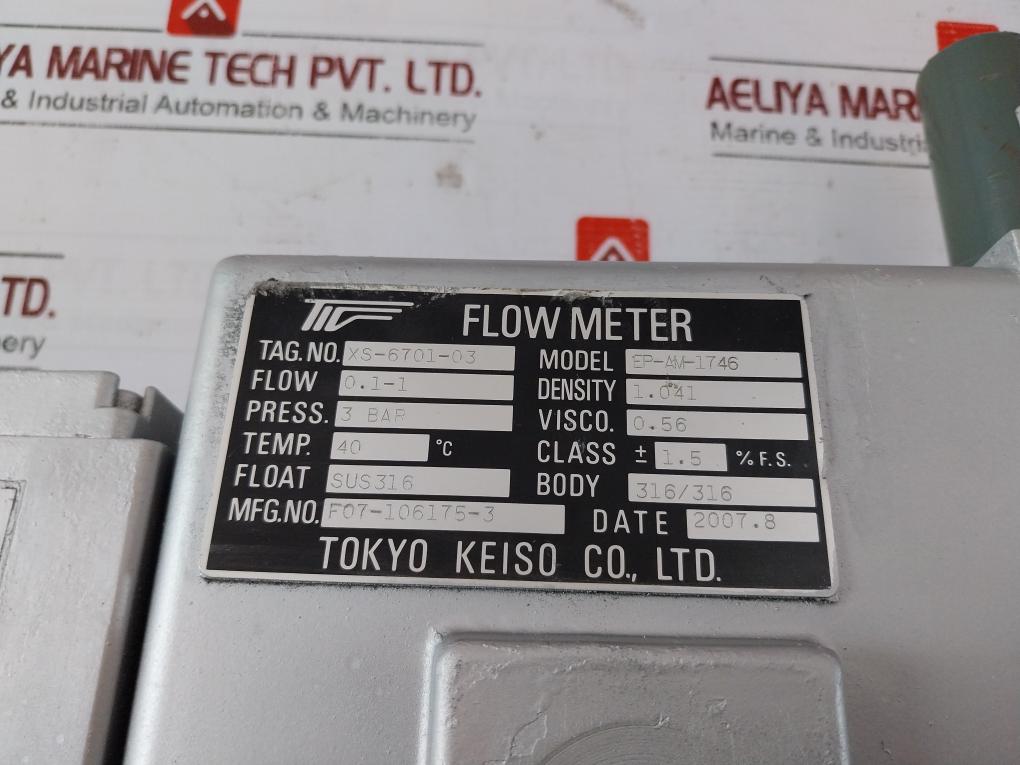 YA MARINE TECH PVT. LTD.
& Industrial Automation & Machinery
AELIYA MAR
Marine & Industri
TD.
ery
FLOW METER
TAG.NO. XS-6701-03 MODEL EP-AM-1746
FLOW 0.1-1 DENSITY 1.041
PRESS. 3 BAR VISCO. 0.56
TEMP. 40 °C CLASS ± 1.5 % F.S.
FLOAT SUS316 BODY 316/316
MFG.NO. F07-106175-3 DATE 2007.8
TOKYO KEISO CO., LTD.